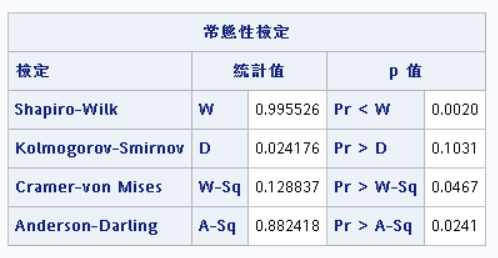 常態性檢定
檢定 統計值 p 值
Shapiro-Wilk W 0.995526 Pr < W 0.0020
Kolmogorov-Smirnov D 0.024176 Pr > D 0.1031
Cramer-von Mises W-Sq 0.128837 Pr > W-Sq 0.0467
Anderson-Darling A-Sq 0.882418 Pr > A-Sq 0.0241